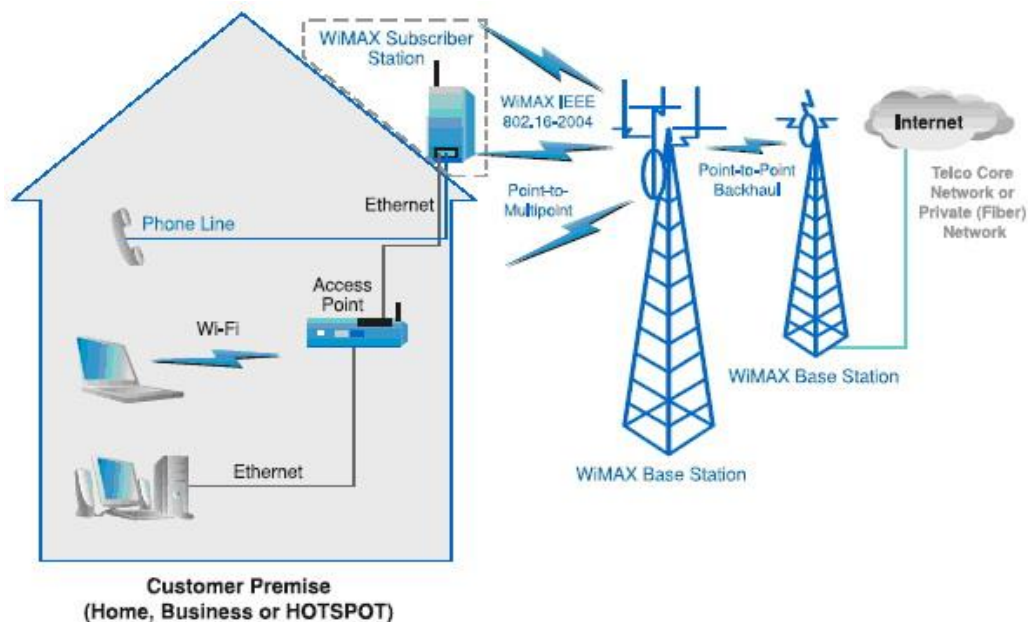 WiMAX Subscriber
Station
WiMAX IEEE
802.16-2004
Internet
Point-to-Point
Backhaul
Telco Core
Network or
Private (Fiber)
Network
Point-to-
Multipoint
Ethernet
Phone Line
Access
Point
Wi-Fi
WiMAX Base Station
Ethernet
WiMAX Base Station
Customer Premise
(Home, Business or HOTSPOT)